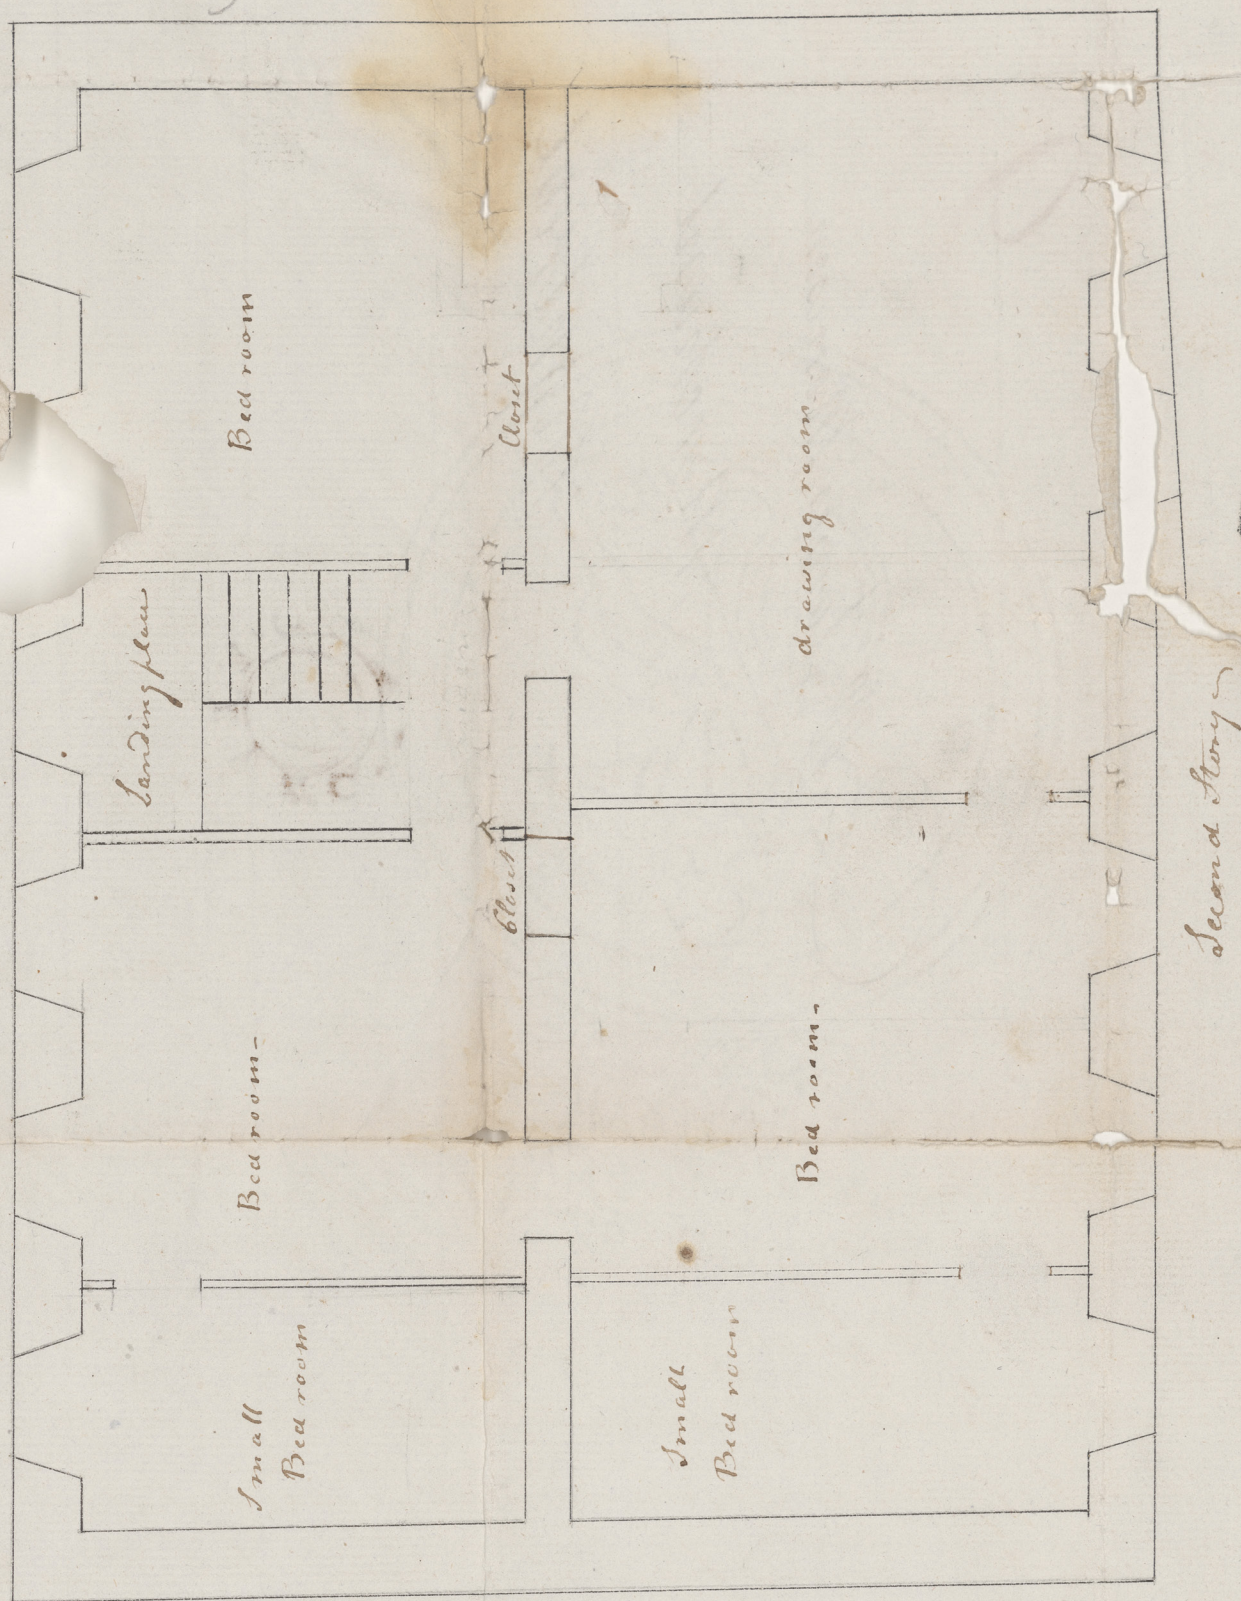 Bed room
Closet
drawing room
Landing place
Closet
Bed room-
Bed room-
Small
Bed room
Small
Bed room
Second Story